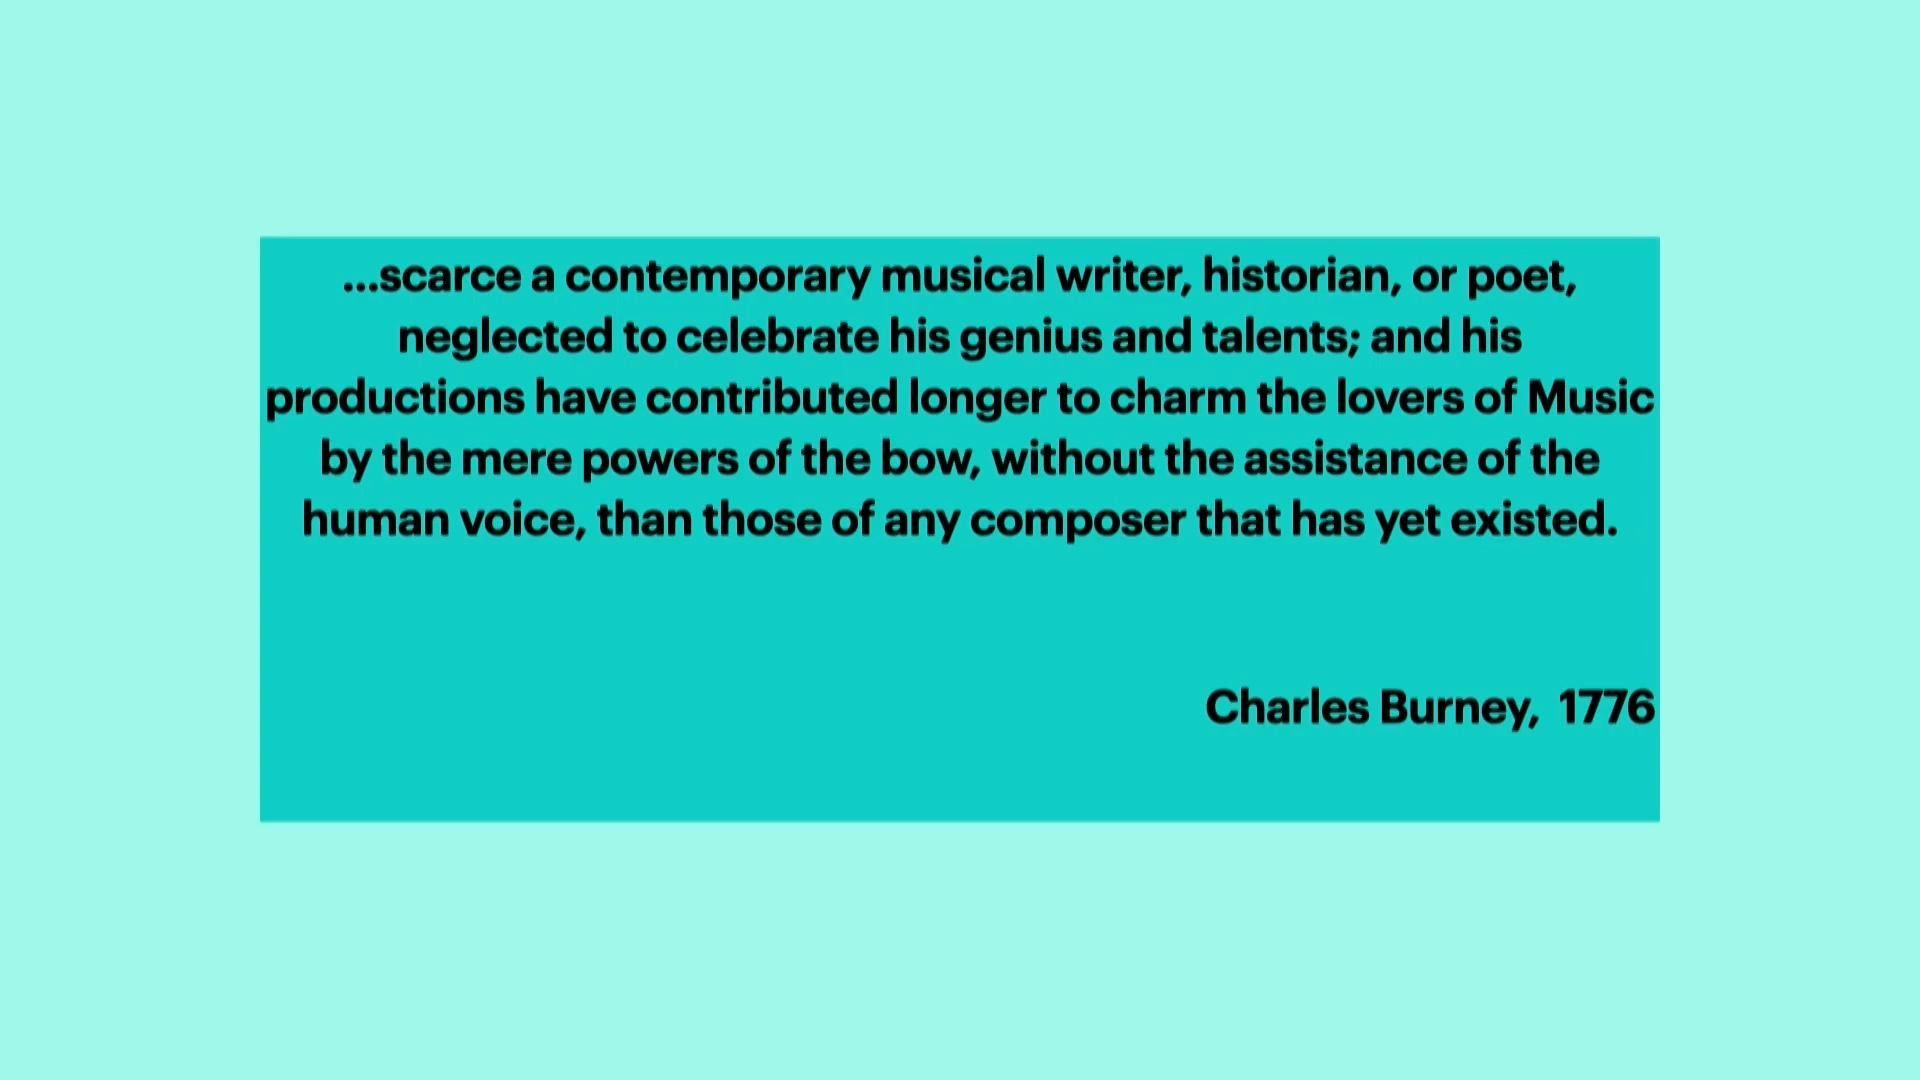 ...scarce a contemporary musical writer, historian, or poet,
neglected to celebrate his genius and talents; and his
productions have contributed longer to charm the lovers of Music
by the mere powers of the bow, without the assistance of the
human voice, than those of any composer that has yet existed.
Charles Burney, 1776